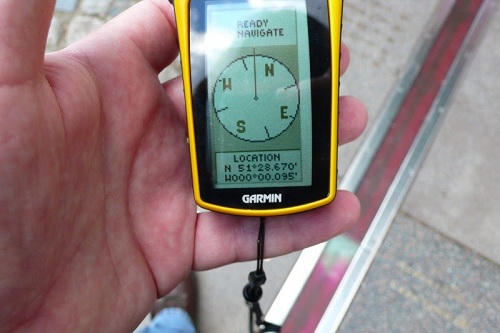 READY
NAVIGATE
N
W
E
S
LOCATION
N 51°28.670'
W000°00.095'
GARMIN